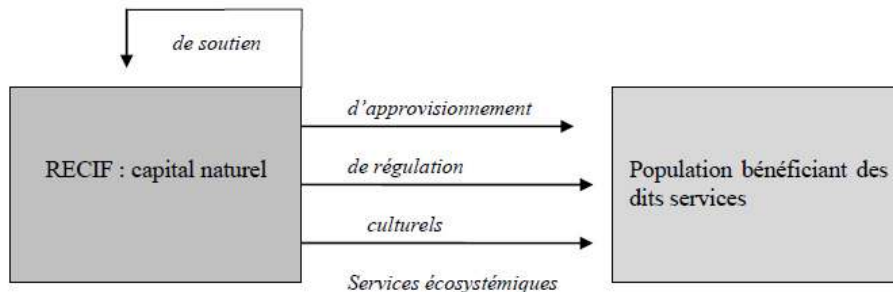 de soutien
d'approvisionnement
RECIF : capital naturel
de régulation
Population bénéficiant des
dits services
culturels
Services écosystémiques